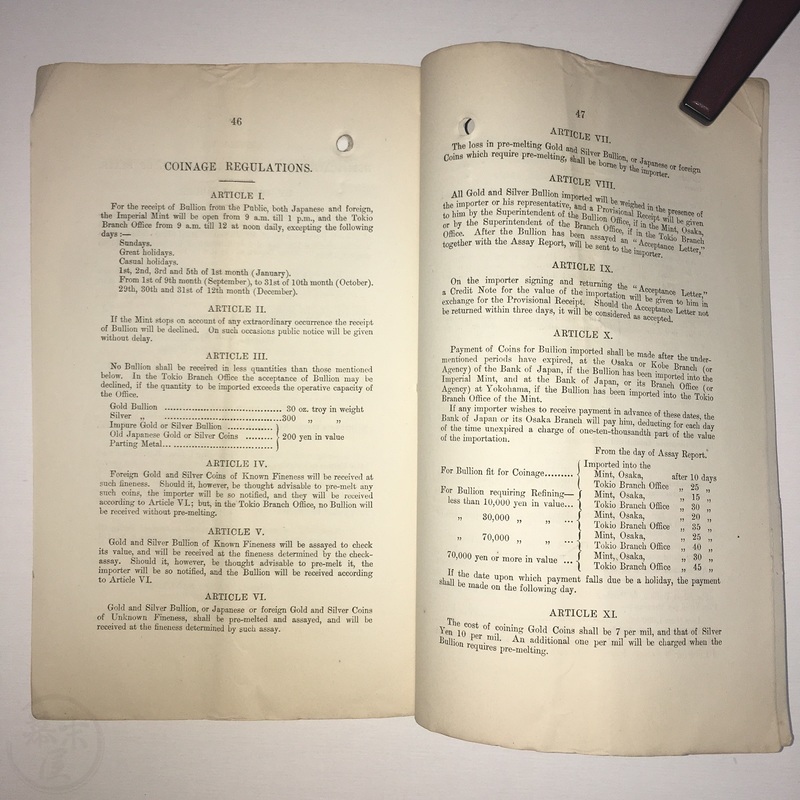 46
COINAGE REGULATIONS.
ARTICLE I.
For the receipt of Bullion from the Public, both Japanese and foreign,
the Imperial Mint will be open from 9 a.m. till 1 p.m., and the Tokio
Branch Office from 9 a.m. till 12 at noon daily, excepting the following
days :—
Sundays.
Great holidays.
Casual holidays.
1st, 2nd, 3rd and 5th of 1st month (January).
From 1st of 9th month (September), to 31st of 10th month (October).
29th, 30th and 31st of 12th month (December).
ARTICLE II.
If the Mint stops on account of any extraordinary occurrence the receipt
of Bullion will be declined. On such occasions public notice will be given
without delay.
ARTICLE III.
No Bullion shall be received in less quantities than those mentioned
below. In the Tokio Branch Office the acceptance of Bullion may be
declined, if the quantity to be imported exceeds the operative capacity of
the Office.
Gold Bullion ........................................ 30 oz. troy in weight
Silver „ ................................................300 „ „
Impure Gold or Silver Bullion ...............
Old Japanese Gold or Silver Coins ......... 200 yen in value
Parting Metal...
ARTICLE IV.
Foreign Gold and Silver Coins of Known Fineness will be received at
such fineness. Should it, however, be thought advisable to pre-melt any
such coins, the importer will be so notified, and they will be received
according to Article VI.; but, in the Tokio Branch Office, no Bullion will
be received without pre-melting.
ARTICLE V.
Gold and Silver Bullion of Known Fineness will be assayed to check
its value, and will be received at the fineness determined by the check-
assay. Should it, however, be thought advisable to pre-melt it, the
importer will be so notified, and the Bullion will be received according
to Article VI.
ARTICLE VI.
Gold and Silver Bullion, or Japanese or foreign Gold and Silver Coins
of Unknown Fineness, shall be pre-melted and assayed, and will be
received at the fineness determined by such assay.
47
ARTICLE VII.
The loss in pre-melting Gold and Silver Bullion, or Japanese or foreign
Coins which require pre-melting, shall be borne by the importer.
ARTICLE VIII.
All Gold and Silver Bullion imported will be weighed in the presence of
the importer or his representative, and a Provisional Receipt will be given
to him by the Superintendent of the Bullion Office, if in the Mint, Osaka,
or by the Superintendent of the Branch Office, if in the Tokio Branch
Office. After the Bullion has been assayed an "Acceptance Letter,"
together with the Assay Report, will be sent to the importer.
ARTICLE IX.
On the importer signing and returning the "Acceptance Letter,"
a Credit Note for the value of the importation will be given to him in
exchange for the Provisional Receipt. Should the Acceptance Letter not
be returned within three days, it will be considered as accepted.
ARTICLE X.
Payment of Coins for Bullion imported shall be made after the under-
mentioned periods have expired, at the Osaka or Kobe Branch (or
Agency) of the Bank of Japan, if the Bullion has been imported into the
Imperial Mint, and at the Bank of Japan, or its Branch Office (or
Agency) at Yokohama, if the Bullion has been imported into the Tokio
Branch Office of the Mint.
If any importer wishes to receive payment in advance of these dates, the
Bank of Japan or its Osaka Branch will pay him, deducting for each day
of the time unexpired a charge of one-ten-thousandth part of the value
of the importation.
From the day of Assay Report.
Imported into the
For Bullion fit for Coinage......... Mint, Osaka, after 10 days
Tokio Branch Office „ 25 „
For Bullion requiring Refining— Mint, Osaka, „ 15 „
less than 10,000 yen in value... Tokio Branch Office „ 30 „
„ 30,000 „ „ ... Mint, Osaka, „ 20 „
Tokio Branch Office „ 35 „
„ 70,000 „ „ ... Mint, Osaka, „ 25 „
Tokio Branch Office „ 40 „
70,000 yen or more in value ... Mint, Osaka, „ 30 „
Tokio Branch Office „ 45 „
If the date upon which payment falls due be a holiday, the payment
shall be made on the following day.
ARTICLE XI.
The cost of coining Gold Coins shall be 7 per mil, and that of Silver
Yen 10 per mil. An additional one per mil will be charged when the
Bullion requires pre-melting.